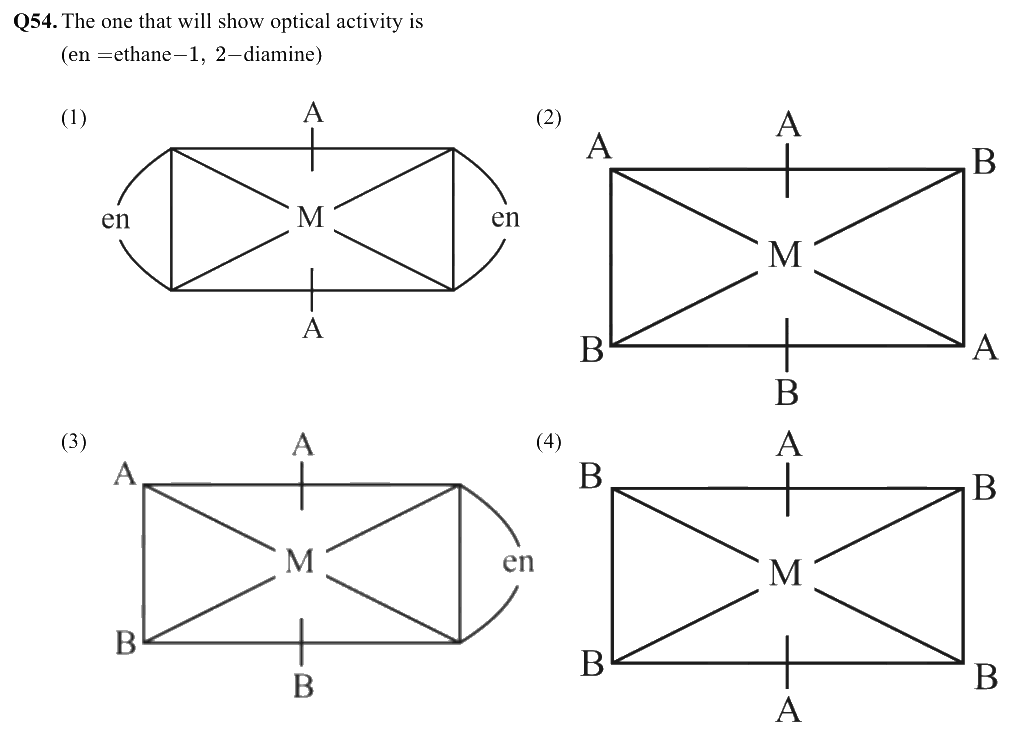 Q54. The one that will show optical activity is
(en =ethane−1, 2−diamine)
(1)
A
en
M
en
A
(2)
A
A
B
M
B
A
B
(3)
A
A
M
en
B
B
(4)
A
B
B
M
B
B
A